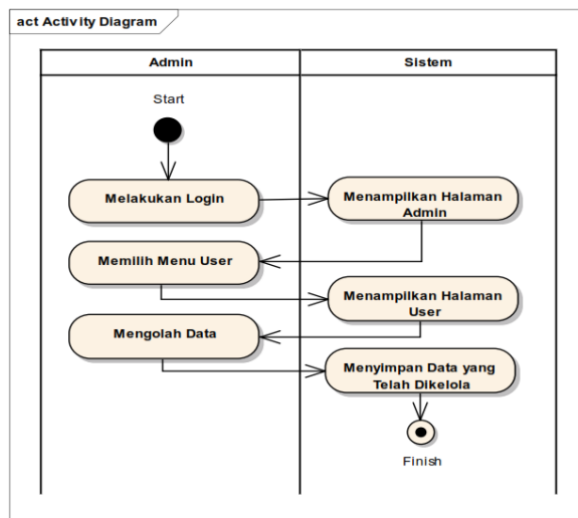 act Activity Diagram
Admin
Sistem
Start
Melakukan Login
Menampilkan Halaman
Admin
Memilih Menu User
Menampilkan Halaman
User
Mengolah Data
Menyimpan Data yang
Telah Dikelola
Finish